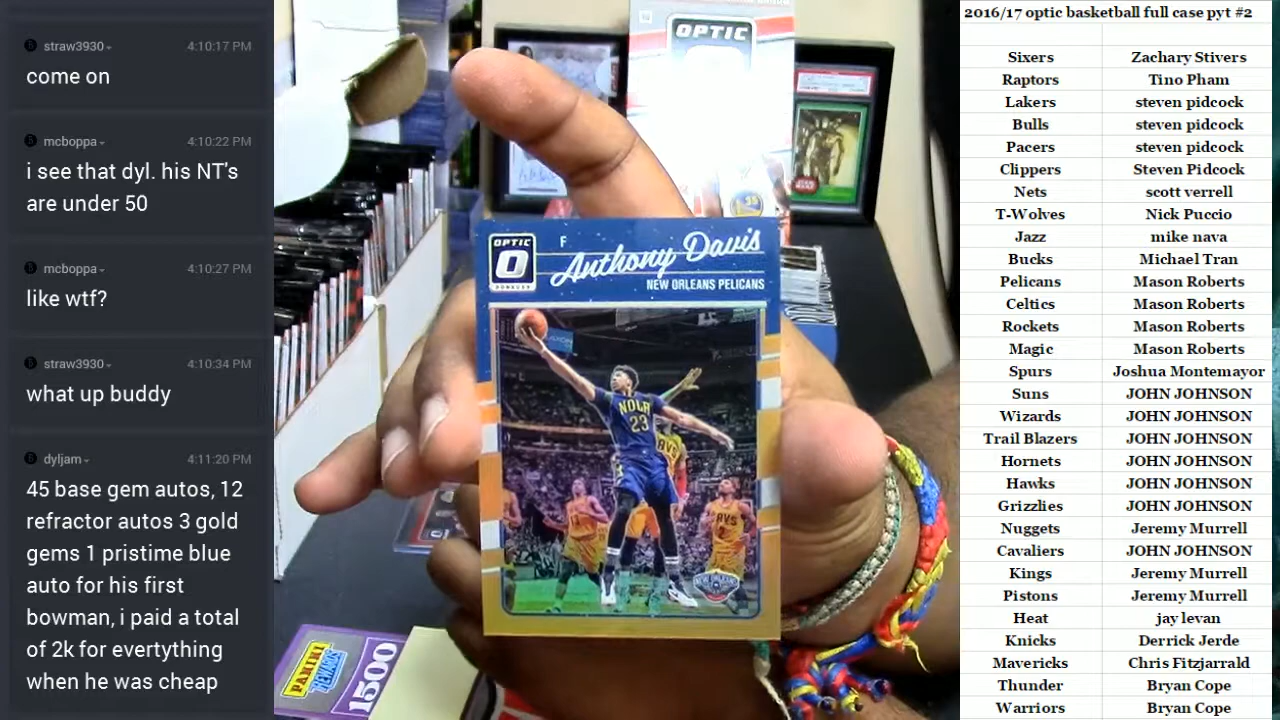 straw3930
4:10:17 PM
come on
mcboppa
4:10:22 PM
i see that dyl. his NT's
are under 50
mcboppa
4:10:27 PM
like wtf?
straw3930
4:10:34 PM
what up buddy
dyljam
4:11:20 PM
45 base gem autos, 12
refractor autos 3 gold
gems 1 pristime blue
auto for his first
bowman, i paid a total
of 2k for evertything
when he was cheap
OPTIC
OPTIC
DONRUSS
F
Anthony Davis
NEW ORLEANS PELICANS
NOLA
23
PANINI
REWARDS
1500
2016/17 optic basketball full case pyt #2
Sixers Zachary Stivers
Raptors Tino Pham
Lakers steven pidcock
Bulls steven pidcock
Pacers steven pidcock
Clippers Steven Pidcock
Nets scott verrell
T-Wolves Nick Puccio
Jazz mike nava
Bucks Michael Tran
Pelicans Mason Roberts
Celtics Mason Roberts
Rockets Mason Roberts
Magic Mason Roberts
Spurs Joshua Montemayor
Suns JOHN JOHNSON
Wizards JOHN JOHNSON
Trail Blazers JOHN JOHNSON
Hornets JOHN JOHNSON
Hawks JOHN JOHNSON
Grizzlies JOHN JOHNSON
Nuggets Jeremy Murrell
Cavaliers JOHN JOHNSON
Kings Jeremy Murrell
Pistons Jeremy Murrell
Heat jay levan
Knicks Derrick Jerde
Mavericks Chris Fitzjarrald
Thunder Bryan Cope
Warriors Bryan Cope